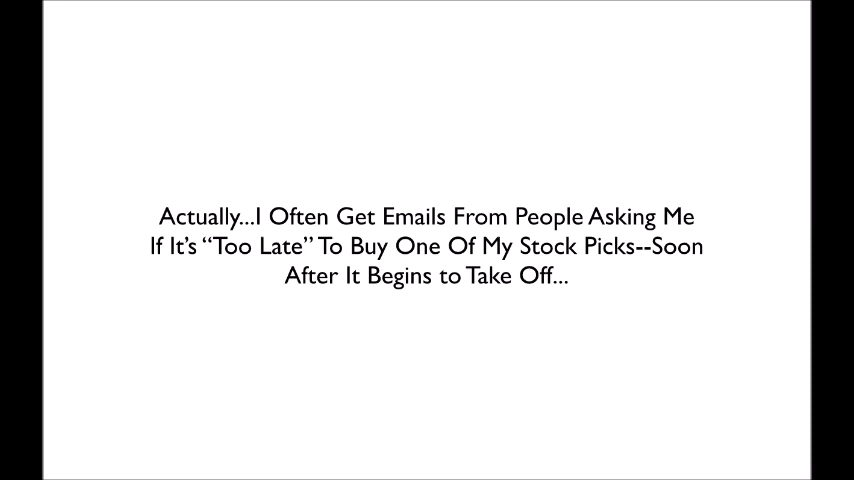 Actually...I Often Get Emails From People Asking Me
If It's “Too Late” To Buy One Of My Stock Picks--Soon
After It Begins to Take Off...